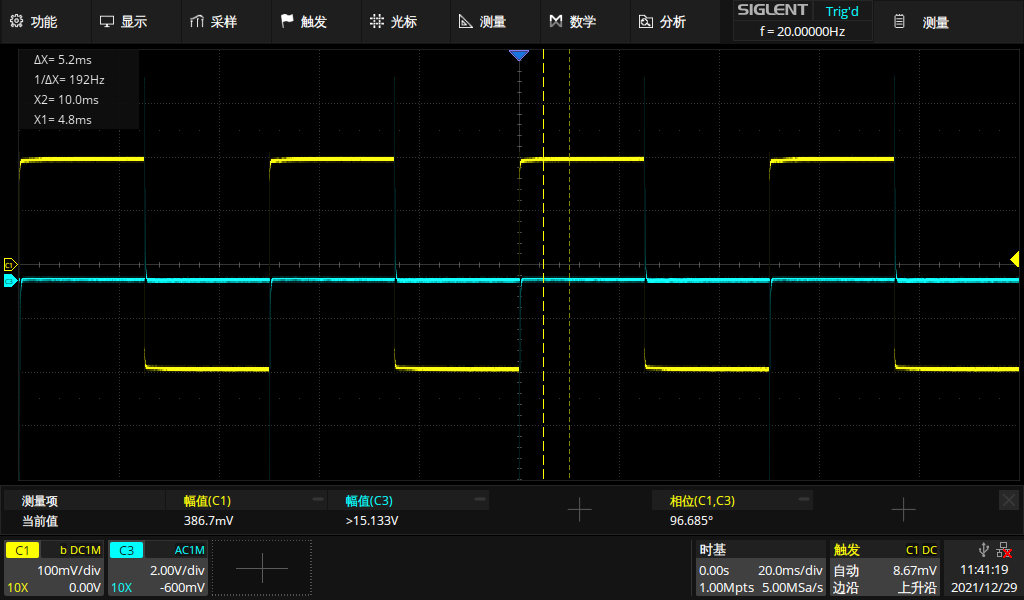 功能 显示 采样 触发 光标 测量 数学 分析 SIGLENT Trig'd 测量
f = 20.00000Hz
ΔX= 5.2ms
1/ΔX= 192Hz
X2= 10.0ms
X1= 4.8ms
C1
C3
测量项 幅值(C1) 幅值(C3) 相位(C1,C3)
当前值 386.7mV >15.133V 96.685°
C1 b DC1M C3 AC1M 时基 触发 C1 DC
100mV/div 2.00V/div 0.00s 20.0ms/div 自动 8.67mV 11:41:19
10X 0.00V 10X -600mV 1.00Mpts 5.00MSa/s 边沿 上升沿 2021/12/29